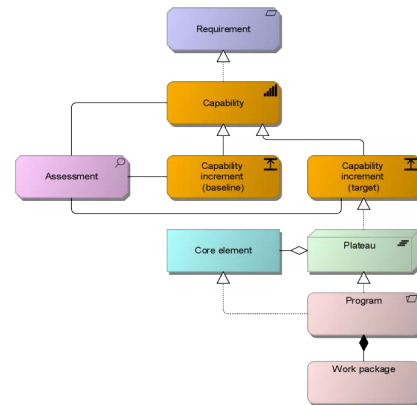 Requirement
Capability
Assessment
Capability
increment
(baseline)
Capability
increment
(target)
Core element
Plateau
Program
Work package